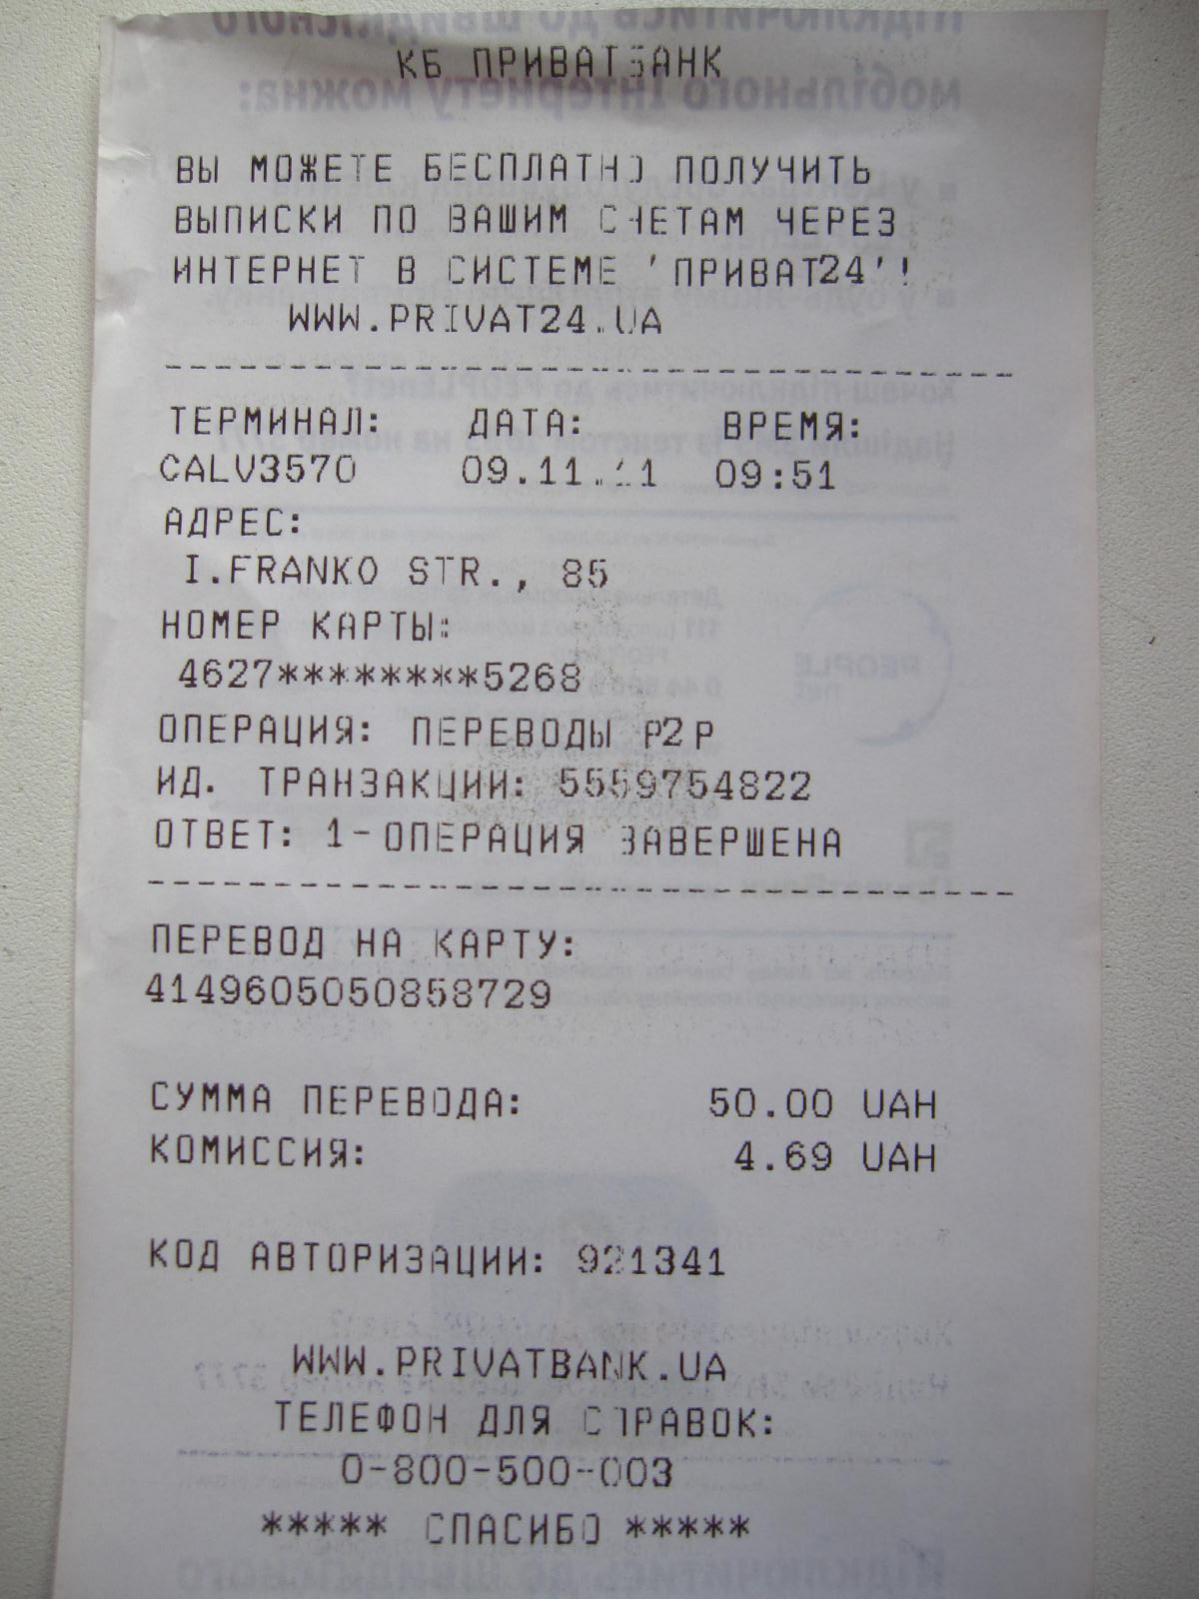 КБ ПРИВАТБАНК
ВЫ МОЖЕТЕ БЕСПЛАТНО ПОЛУЧИТЬ
ВЫПИСКИ ПО ВАШИМ СЧЕТАМ ЧЕРЕЗ
ИНТЕРНЕТ В СИСТЕМЕ 'ПРИВАТ24'!
WWW.PRIVAT24.UA
ТЕРМИНАЛ: ДАТА: ВРЕМЯ:
CALV3570 09.11.11 09:51
АДРЕС:
I.FRANKO STR., 85
НОМЕР КАРТЫ:
4627********5268
ОПЕРАЦИЯ: ПЕРЕВОДЫ P2P
ИД. ТРАНЗАКЦИИ: 5559754822
ОТВЕТ: 1-ОПЕРАЦИЯ ЗАВЕРШЕНА
ПЕРЕВОД НА КАРТУ:
4149605050858729
СУММА ПЕРЕВОДА: 50.00 UAH
КОМИССИЯ: 4.69 UAH
КОД АВТОРИЗАЦИИ: 921341
WWW.PRIVATBANK.UA
ТЕЛЕФОН ДЛЯ СПРАВОК:
0-800-500-003
***** СПАСИБО *****